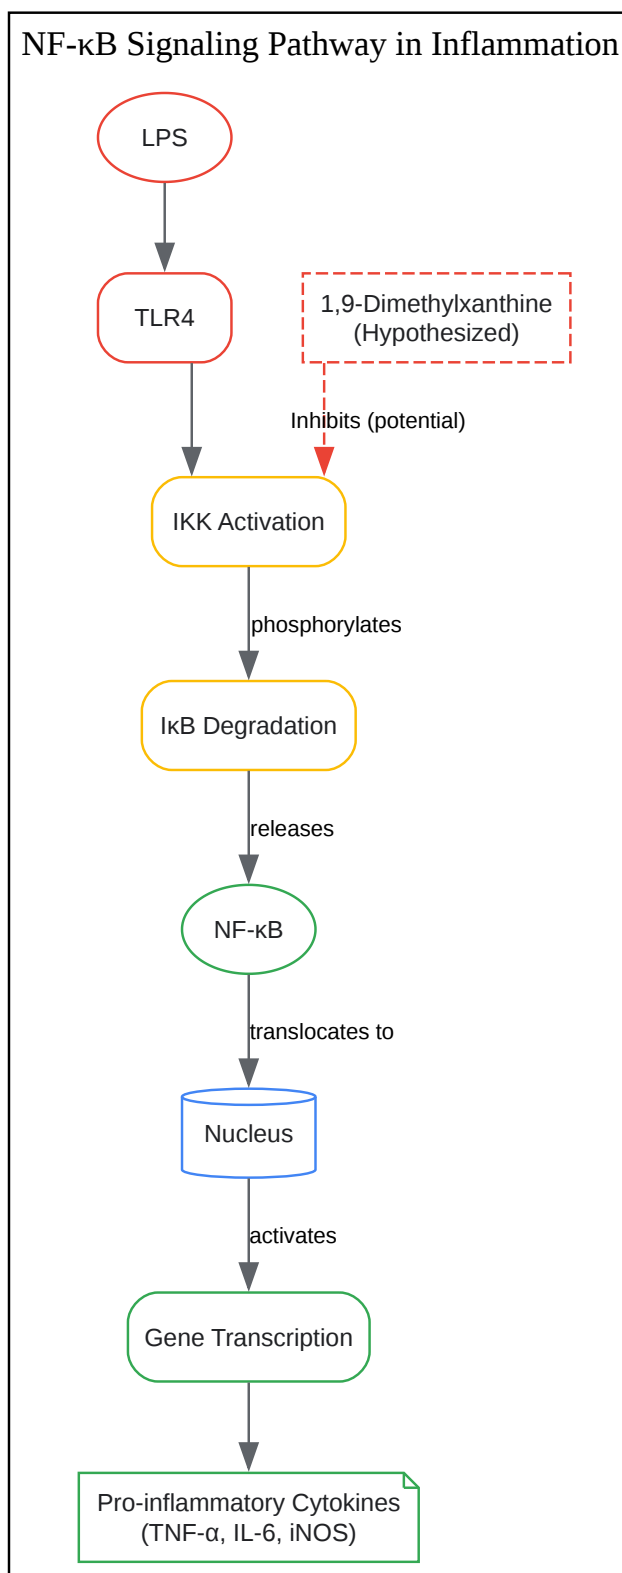 NF-κB Signaling Pathway in Inflammation
LPS
TLR4
1,9-Dimethylxanthine
(Hypothesized)
Inhibits (potential)
IKK Activation
phosphorylates
IκB Degradation
releases
NF-κB
translocates to
Nucleus
activates
Gene Transcription
Pro-inflammatory Cytokines
(TNF-α, IL-6, iNOS)